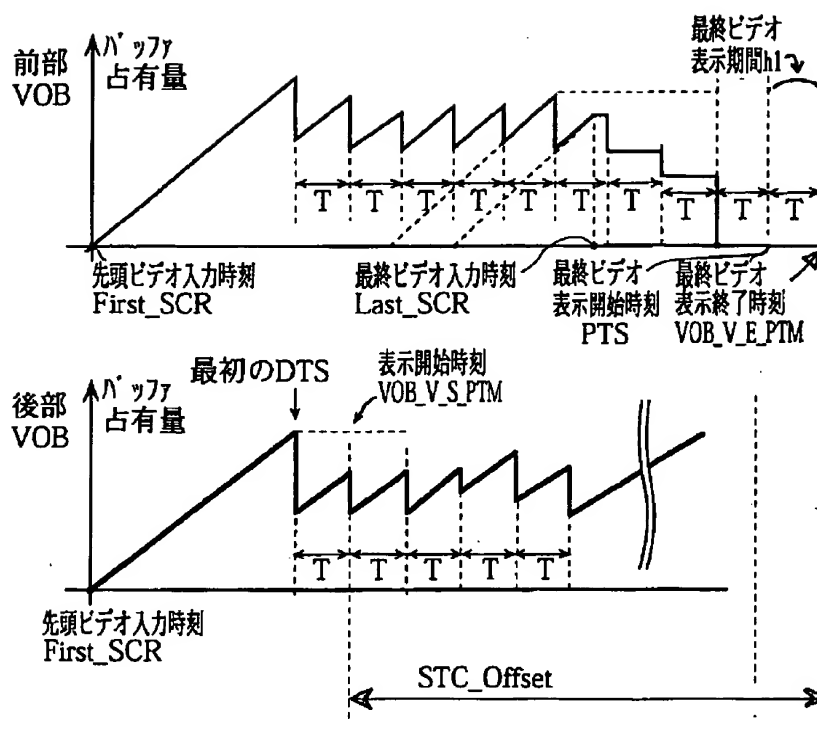 前部
VOB
バッファ
占有量
最終ビデオ
表示期間h1
T T T T T T T T T T
先頭ビデオ入力時刻
First_SCR
最終ビデオ入力時刻
Last_SCR
最終ビデオ
表示開始時刻
PTS
最終ビデオ
表示終了時刻
VOB_V_E_PTM
後部
VOB
バッファ
占有量
最初のDTS
表示開始時刻
VOB_V_S_PTM
T T T T T
先頭ビデオ入力時刻
First_SCR
STC_Offset